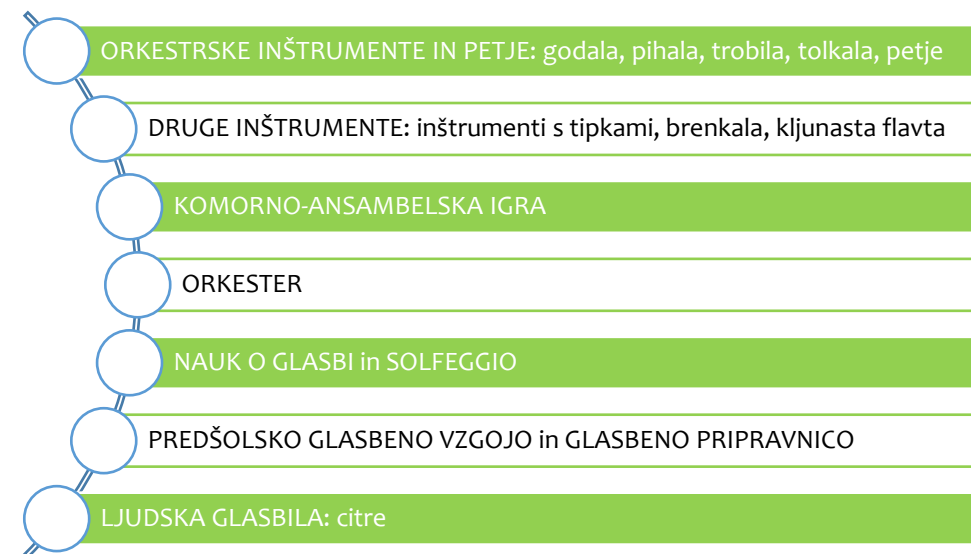 ORKESTRSKE INŠTRUMENTE IN PETJE: godala, pihala, trobila, tolkala, petje
DRUGE INŠTRUMENTE: inštrumenti s tipkami, brenkala, kljunasta flavta
KOMORNO-ANSAMBELSKA IGRA
ORKESTER
NAUK O GLASBI in SOLFEGGIO
PREDŠOLSKO GLASBENO VZGOJO in GLASBENO PRIPRAVNICO
LJUDSKA GLASBILA: citre